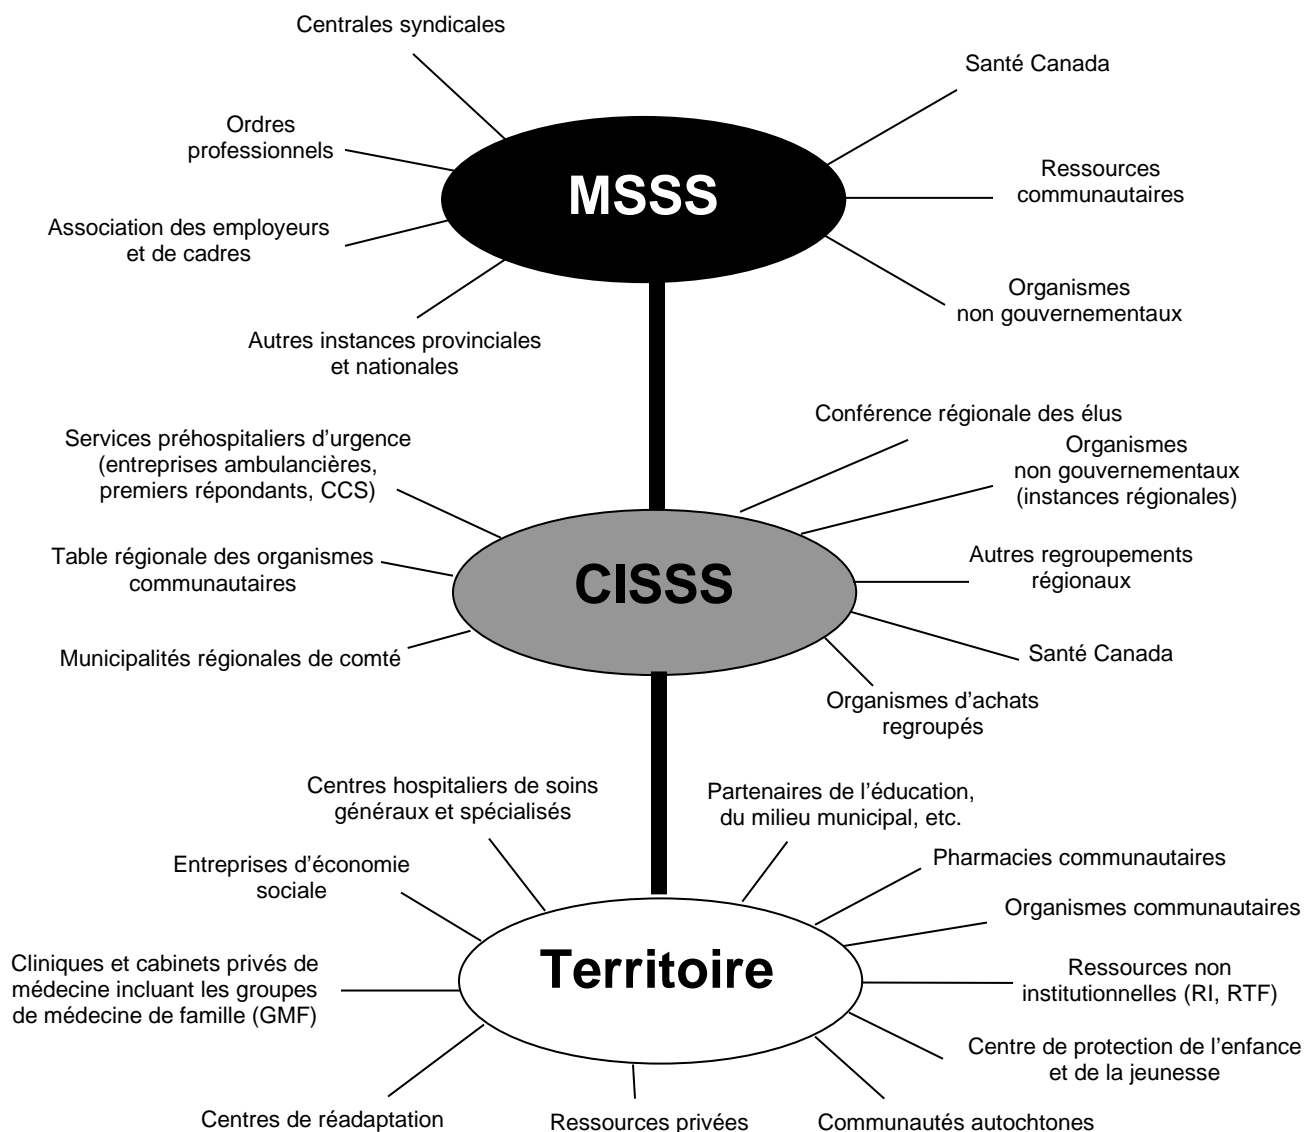 Centrales syndicales
Santé Canada
Ordres
professionnels
MSSS
Ressources
communautaires
Association des employeurs
et de cadres
Organismes
non gouvernementaux
Autres instances provinciales
et nationales
Conférence régionale des élus
Services préhospitaliers d’urgence
(entreprises ambulancières,
premiers répondants, CCS)
Organismes
non gouvernementaux
(instances régionales)
Table régionale des organismes
communautaires
CISSS
Autres regroupements
régionaux
Municipalités régionales de comté
Santé Canada
Organismes d’achats
regroupés
Centres hospitaliers de soins
généraux et spécialisés
Partenaires de l’éducation,
du milieu municipal, etc.
Entreprises d’économie
sociale
Pharmacies communautaires
Organismes communautaires
Territoire
Cliniques et cabinets privés de
médecine incluant les groupes
de médecine de famille (GMF)
Ressources non
institutionnelles (RI, RTF)
Centre de protection de l’enfance
et de la jeunesse
Centres de réadaptation
Ressources privées
Communautés autochtones